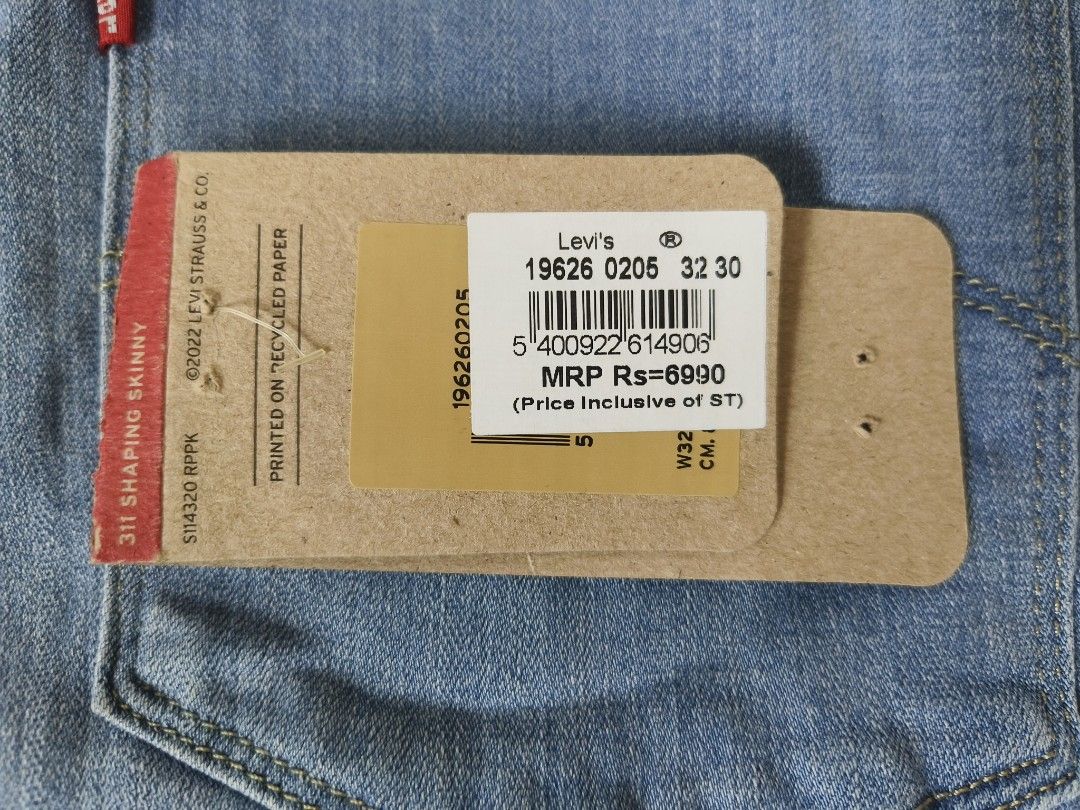 311 SHAPING SKINNY
S114320 RPPK
©2022 LEVI STRAUSS & CO.
PRINTED ON RECYCLED PAPER
196260205
5
W32
CM.
Levi's ®
19626 0205 32 30
5 400922 614906
MRP Rs=6990
(Price Inclusive of ST)